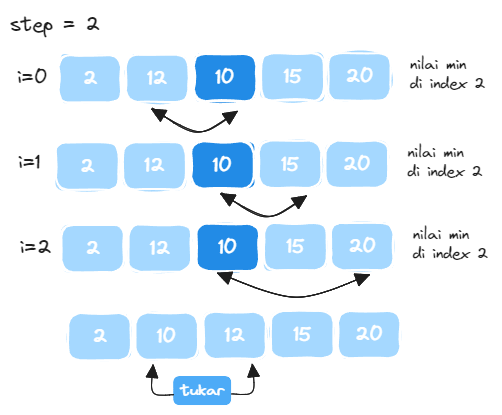 step = 2
i=0 2 12 10 15 20 nilai min
di index 2
i=1 2 12 10 15 20 nilai min
di index 2
i=2 2 12 10 15 20 nilai min
di index 2
2 10 12 15 20
tukar